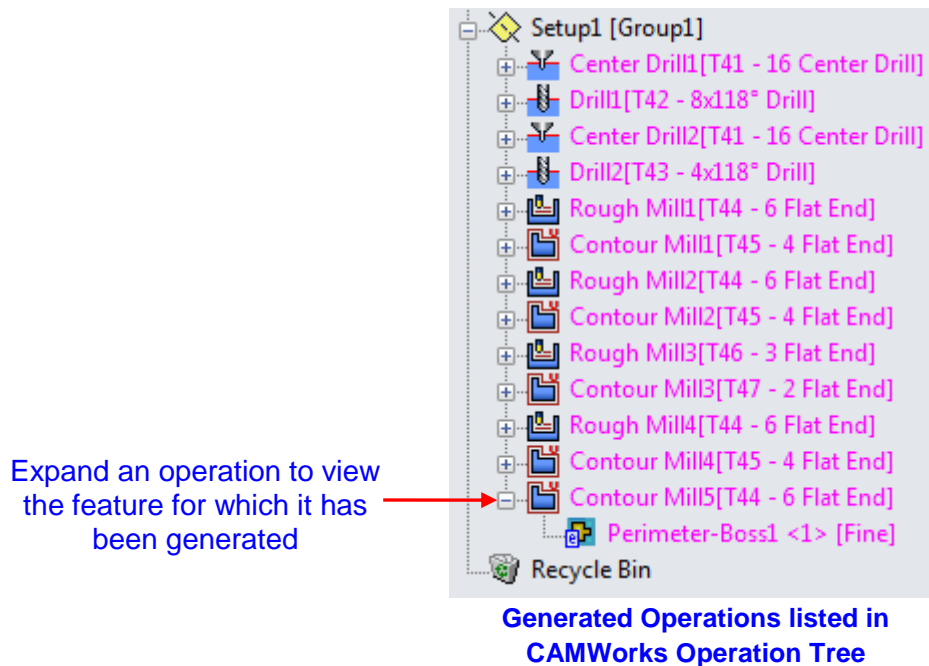 Setup1 [Group1]
Center Drill1[T41 - 16 Center Drill]
Drill1[T42 - 8x118° Drill]
Center Drill2[T41 - 16 Center Drill]
Drill2[T43 - 4x118° Drill]
Rough Mill1[T44 - 6 Flat End]
Contour Mill1[T45 - 4 Flat End]
Rough Mill2[T44 - 6 Flat End]
Contour Mill2[T45 - 4 Flat End]
Rough Mill3[T46 - 3 Flat End]
Contour Mill3[T47 - 2 Flat End]
Rough Mill4[T44 - 6 Flat End]
Contour Mill4[T45 - 4 Flat End]
Contour Mill5[T44 - 6 Flat End]
Perimeter-Boss1 <1> [Fine]
Recycle Bin
Expand an operation to view
the feature for which it has
been generated
Generated Operations listed in
CAMWorks Operation Tree